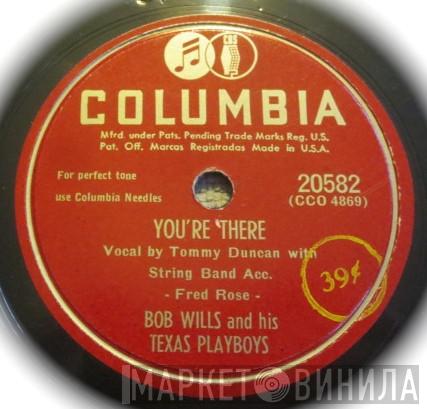 CBS
COLUMBIA
Mfrd. under Pats. Pending Trade Marks Reg. U.S.
Pat. Off. Marcas Registradas Made in U.S.A.
For perfect tone
use Columbia Needles
20582
(CCO 4869)
YOU'RE THERE
Vocal by Tommy Duncan with
String Band Acc.
- Fred Rose -
39¢
BOB WILLS and his
TEXAS PLAYBOYS
МАРКЕТ ВИНИЛА